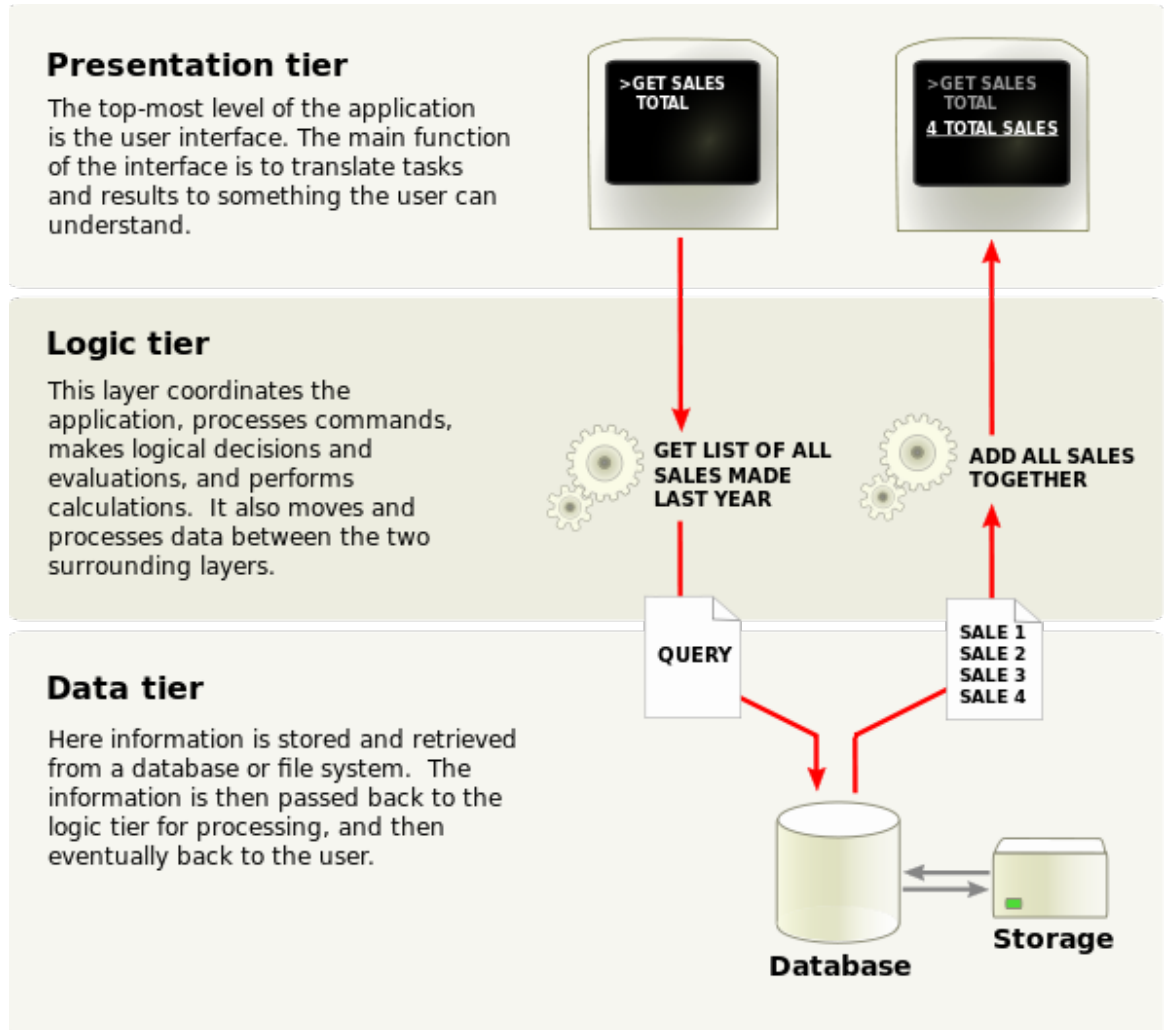 Presentation tier
The top-most level of the application
is the user interface. The main function
of the interface is to translate tasks
and results to something the user can
understand.
>GET SALES
TOTAL
>GET SALES
TOTAL
4 TOTAL SALES
Logic tier
This layer coordinates the
application, processes commands,
makes logical decisions and
evaluations, and performs
calculations.  It also moves and
processes data between the two
surrounding layers.
GET LIST OF ALL
SALES MADE
LAST YEAR
ADD ALL SALES
TOGETHER
QUERY
SALE 1
SALE 2
SALE 3
SALE 4
Data tier
Here information is stored and retrieved
from a database or file system.  The
information is then passed back to the
logic tier for processing, and then
eventually back to the user.
Database
Storage